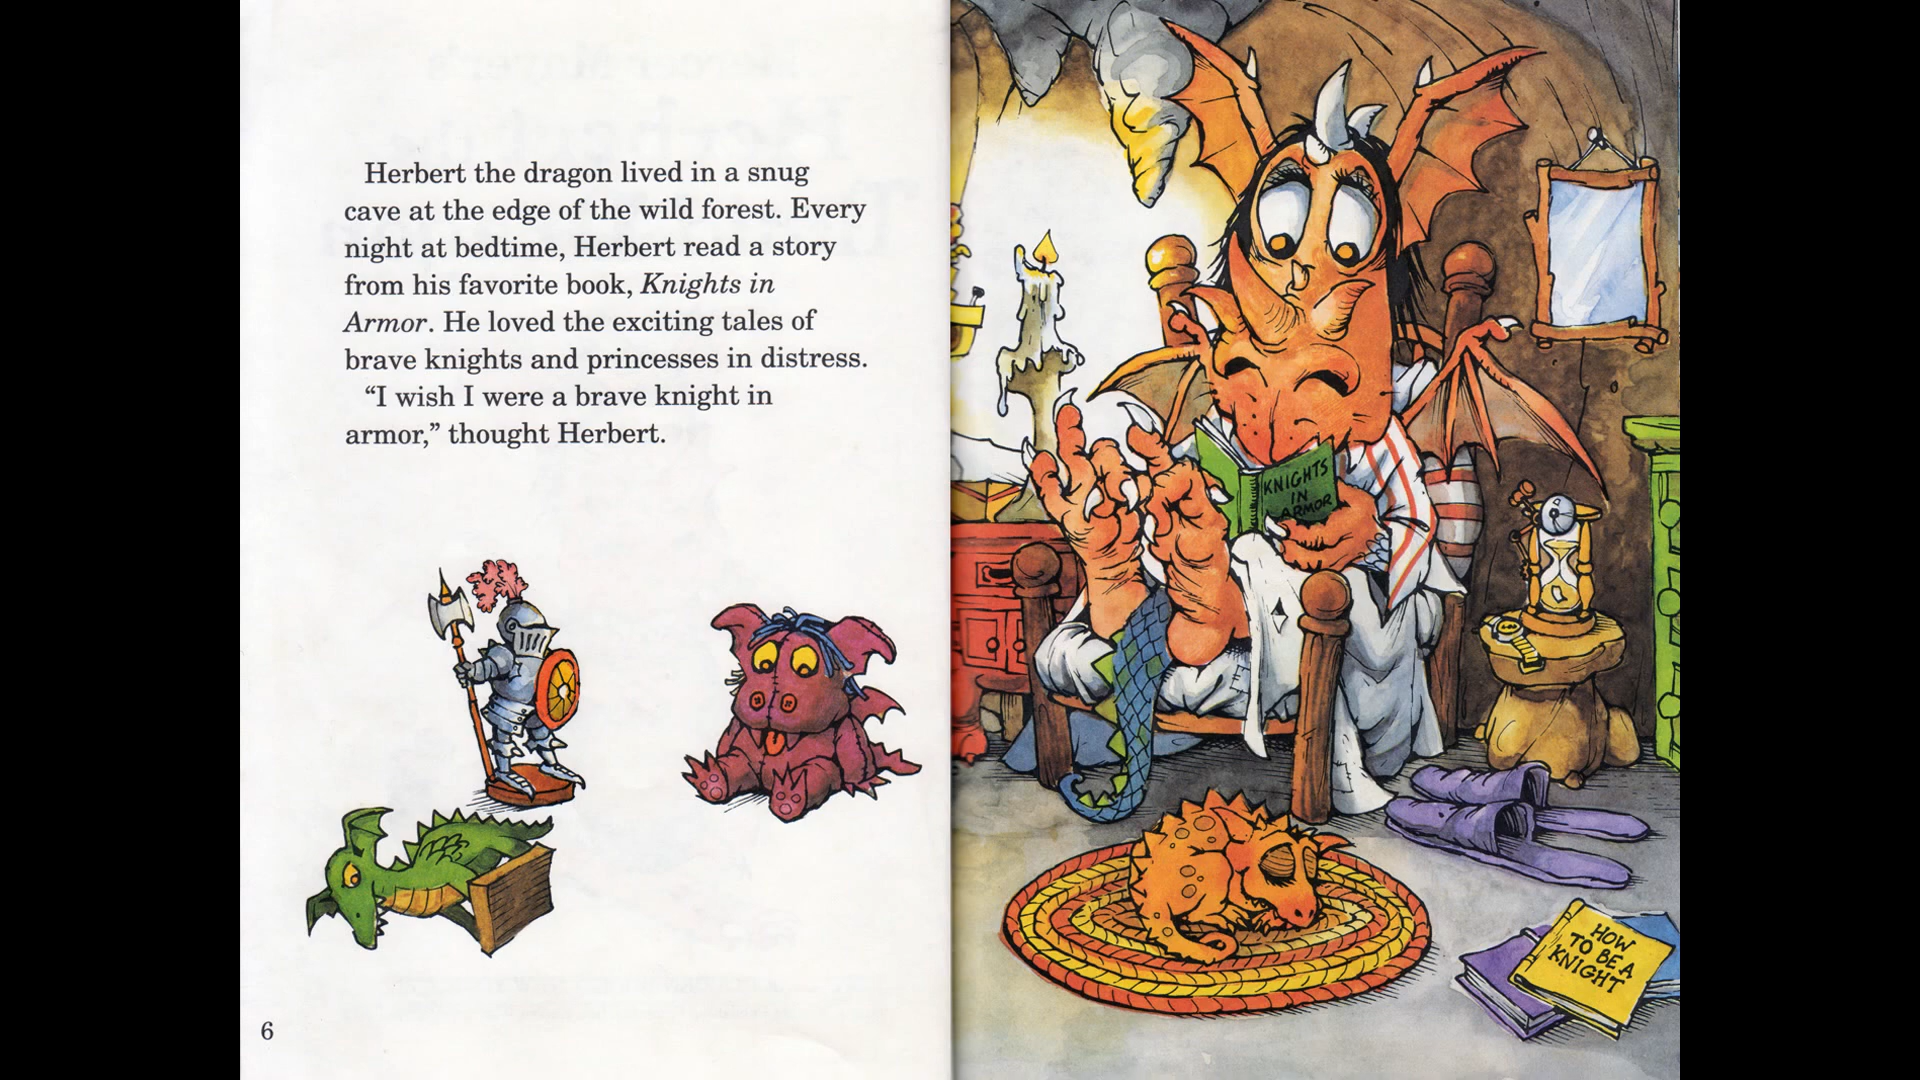 Herbert the dragon lived in a snug
cave at the edge of the wild forest. Every
night at bedtime, Herbert read a story
from his favorite book, Knights in
Armor. He loved the exciting tales of
brave knights and princesses in distress.
“I wish I were a brave knight in
armor,” thought Herbert.
6
KNIGHTS
IN
ARMOR
HOW
TO BE A
KNIGHT